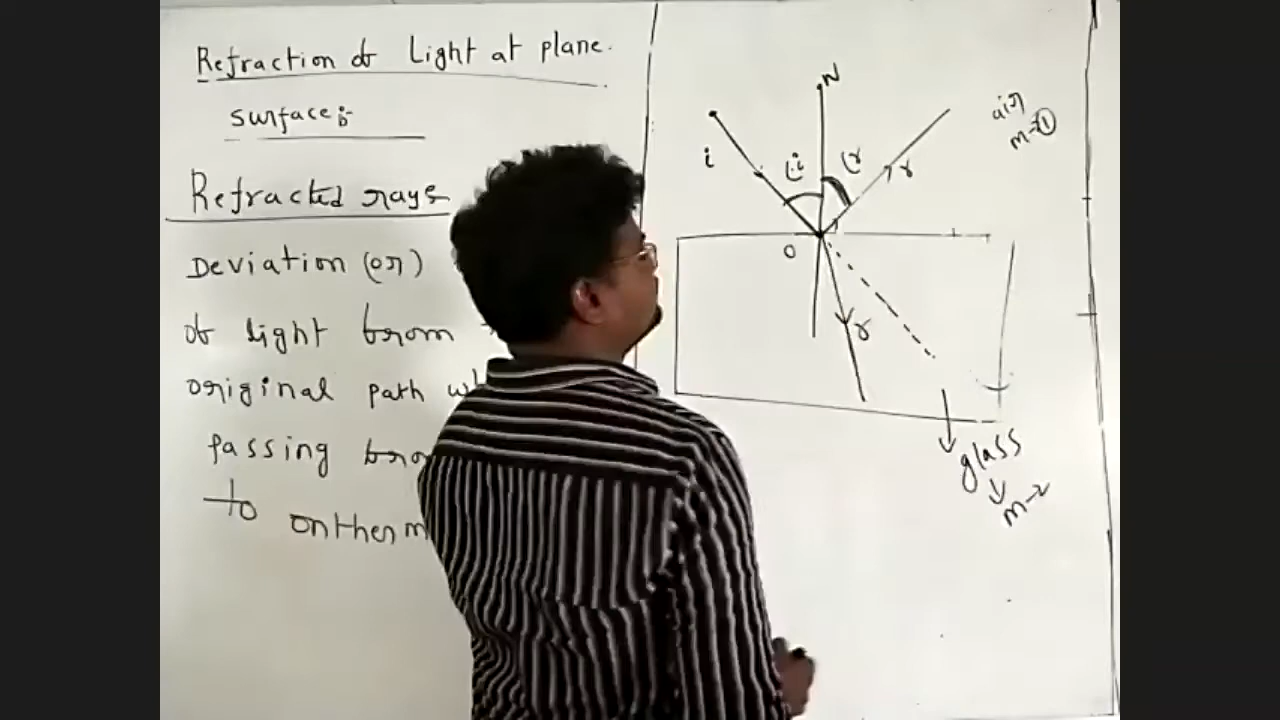 Refraction of Light at plane.
surface:-
Refracted rays
Deviation (or)
of light from
original path
passing
to onther
N
i
∠i
∠r
r
air
m→①
O
r
glass
m→2